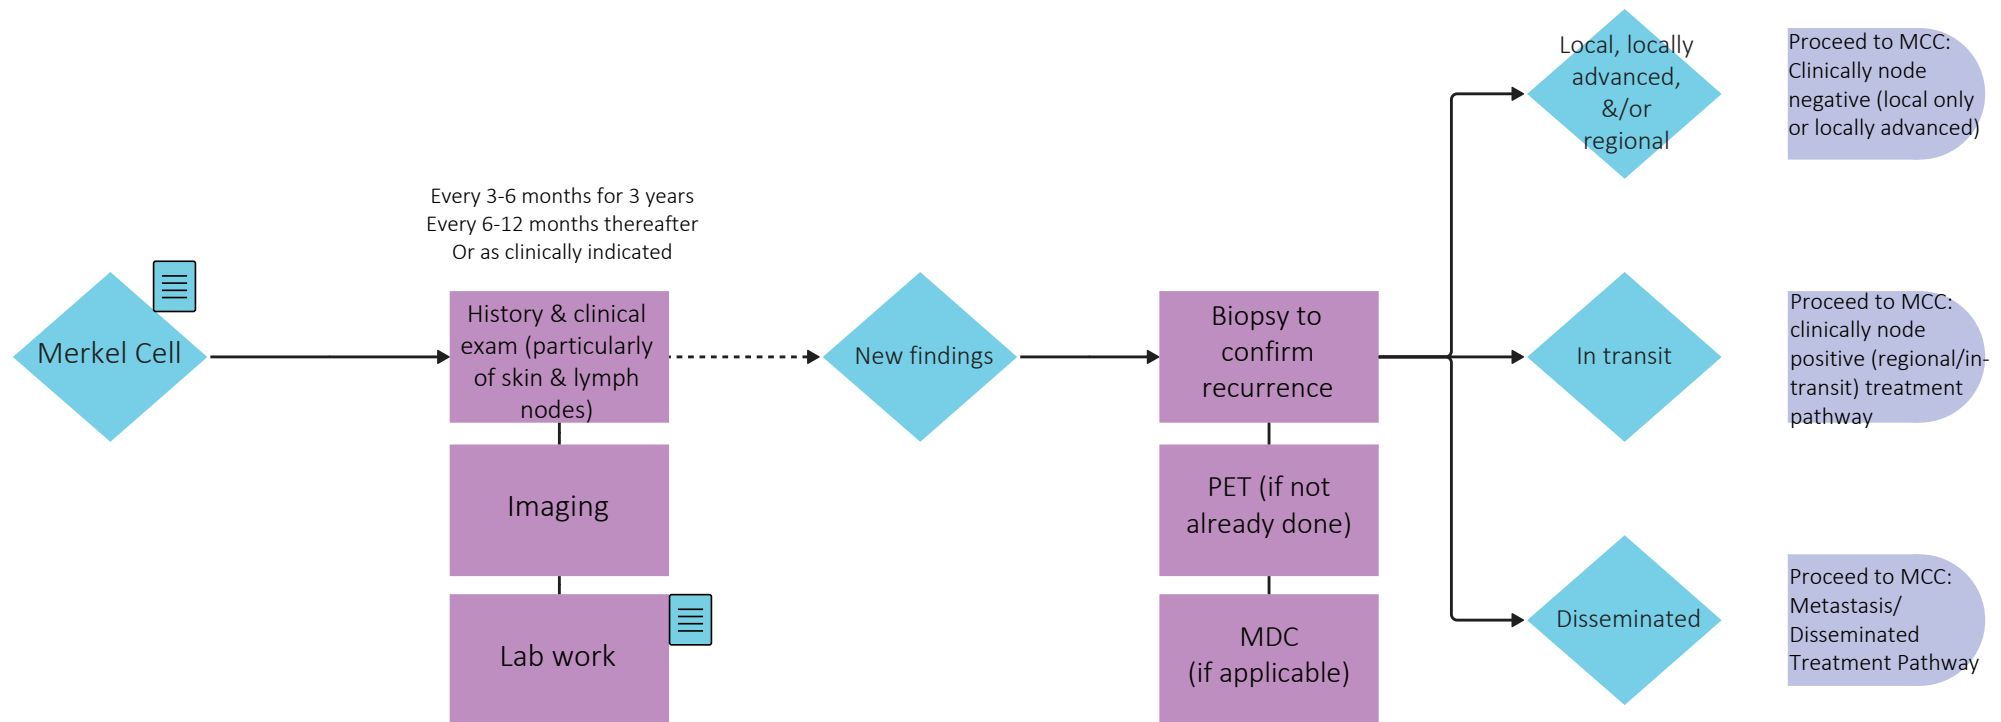 Merkel Cell
Every 3-6 months for 3 years
Every 6-12 months thereafter
Or as clinically indicated
History & clinical
exam (particularly
of skin & lymph
nodes)
Imaging
Lab work
New findings
Biopsy to
confirm
recurrence
PET (if not
already done)
MDC
(if applicable)
Local, locally
advanced,
&/or
regional
Proceed to MCC:
Clinically node
negative (local only
or locally advanced)
In transit
Proceed to MCC:
clinically node
positive (regional/in-
transit) treatment
pathway
Disseminated
Proceed to MCC:
Metastasis/
Disseminated
Treatment Pathway